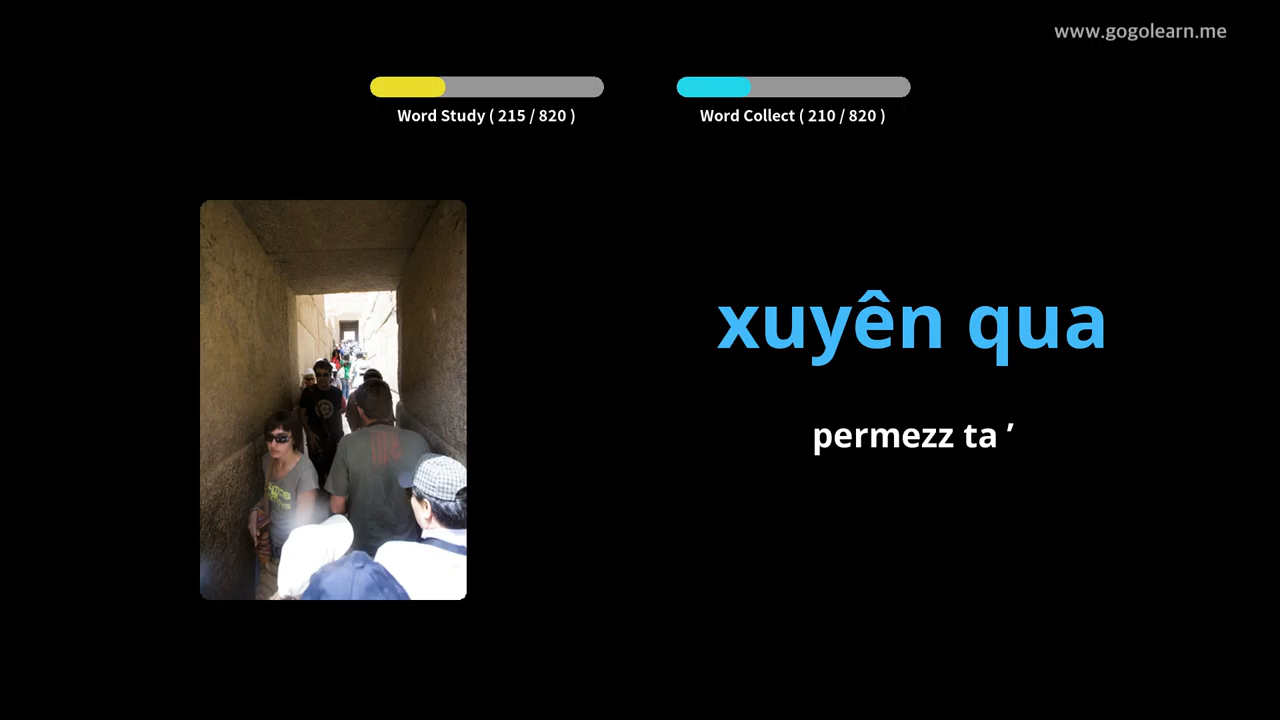 www.gogolearn.me
Word Study ( 215 / 820 )
Word Collect ( 210 / 820 )
xuyên qua
permezz ta ’